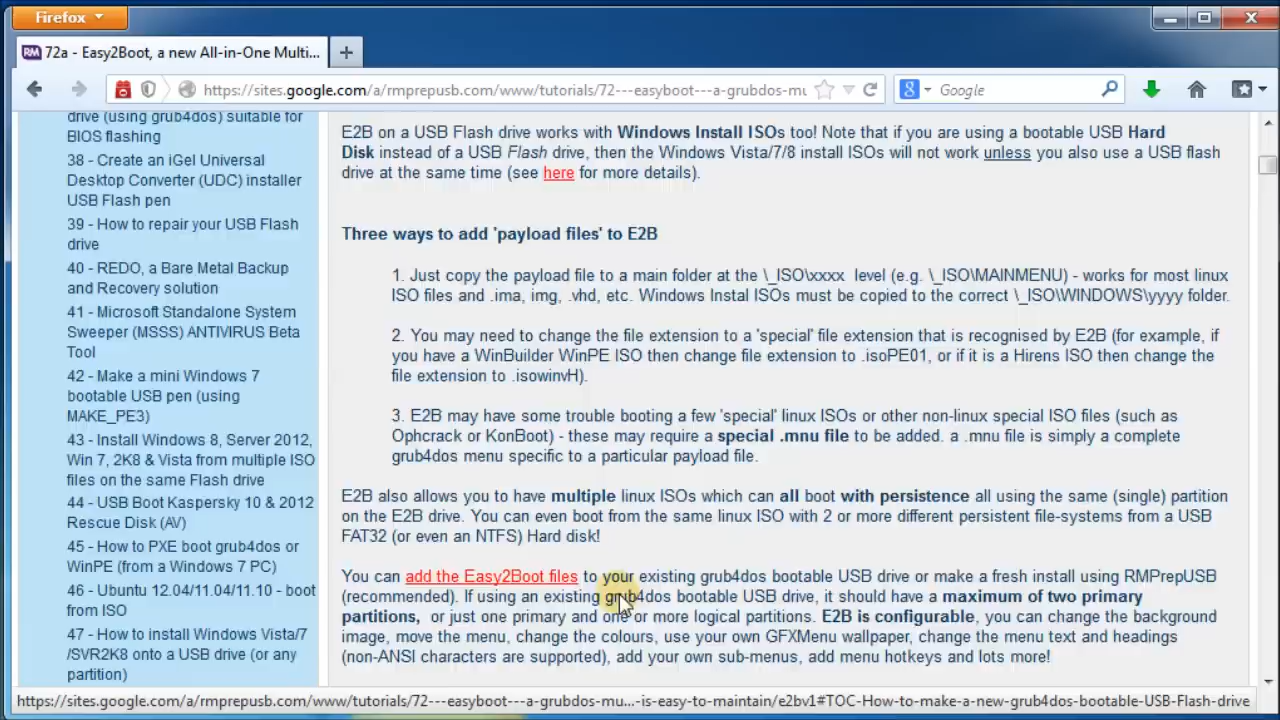 Firefox
72a - Easy2Boot, a new All-in-One Multi...
https://sites.google.com/a/rmprepusb.com/www/tutorials/72---easyboot---a-grubdos-mu
Google
drive (using grub4dos) suitable for
BIOS flashing
38 - Create an iGel Universal
Desktop Converter (UDC) installer
USB Flash pen
39 - How to repair your USB Flash
drive
40 - REDO, a Bare Metal Backup
and Recovery solution
41 - Microsoft Standalone System
Sweeper (MSSS) ANTIVIRUS Beta
Tool
42 - Make a mini Windows 7
bootable USB pen (using
MAKE_PE3)
43 - Install Windows 8, Server 2012,
Win 7, 2K8 & Vista from multiple ISO
files on the same Flash drive
44 - USB Boot Kaspersky 10 & 2012
Rescue Disk (AV)
45 - How to PXE boot grub4dos or
WinPE (from a Windows 7 PC)
46 - Ubuntu 12.04/11.04/11.10 - boot
from ISO
47 - How to install Windows Vista/7
/SVR2K8 onto a USB drive (or any
partition)
E2B on a USB Flash drive works with Windows Install ISOs too! Note that if you are using a bootable USB Hard
Disk instead of a USB Flash drive, then the Windows Vista/7/8 install ISOs will not work unless you also use a USB flash
drive at the same time (see here for more details).
Three ways to add 'payload files' to E2B
1. Just copy the payload file to a main folder at the \_ISO\xxxx level (e.g. \_ISO\MAINMENU) - works for most linux
ISO files and .ima, img, .vhd, etc. Windows Instal ISOs must be copied to the correct \_ISO\WINDOWS\yyyy folder.
2. You may need to change the file extension to a 'special' file extension that is recognised by E2B (for example, if
you have a WinBuilder WinPE ISO then change file extension to .isoPE01, or if it is a Hirens ISO then change the
file extension to .isowinvH).
3. E2B may have some trouble booting a few 'special' linux ISOs or other non-linux special ISO files (such as
Ophcrack or KonBoot) - these may require a special .mnu file to be added. a .mnu file is simply a complete
grub4dos menu specific to a particular payload file.
E2B also allows you to have multiple linux ISOs which can all boot with persistence all using the same (single) partition
on the E2B drive. You can even boot from the same linux ISO with 2 or more different persistent file-systems from a USB
FAT32 (or even an NTFS) Hard disk!
You can add the Easy2Boot files to your existing grub4dos bootable USB drive or make a fresh install using RMPrepUSB
(recommended). If using an existing grub4dos bootable USB drive, it should have a maximum of two primary
partitions, or just one primary and one or more logical partitions. E2B is configurable, you can change the background
image, move the menu, change the colours, use your own GFXMenu wallpaper, change the menu text and headings
(non-ANSI characters are supported), add your own sub-menus, add menu hotkeys and lots more!
https://sites.google.com/a/rmprepusb.com/www/tutorials/72---easyboot---a-grubdos-mu...-is-easy-to-maintain/e2bv1#TOC-How-to-make-a-new-grub4dos-bootable-USB-Flash-drive